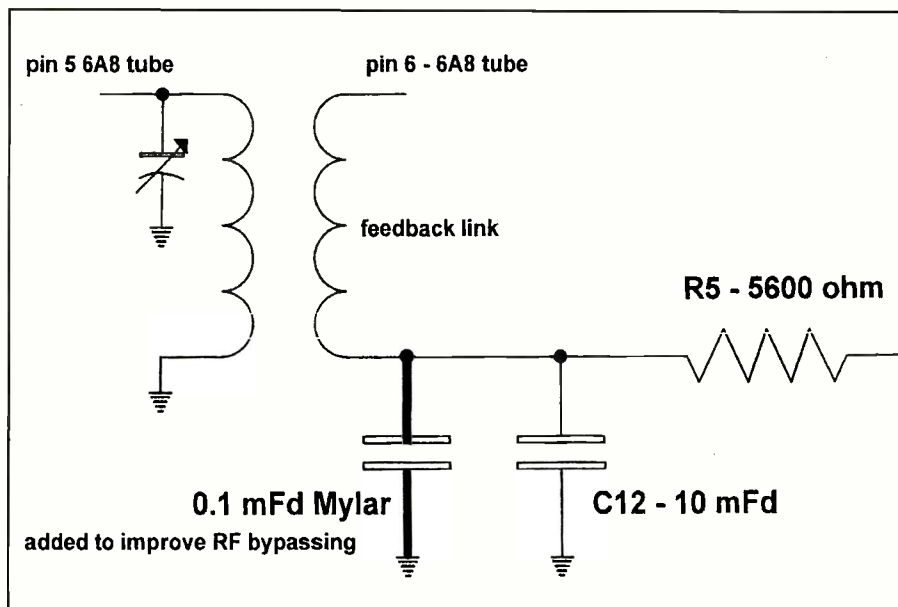 pin 5 6A8 tube
pin 6 - 6A8 tube
feedback link
R5 - 5600 ohm
0.1 mFd Mylar
C12 - 10 mFd
added to improve RF bypassing